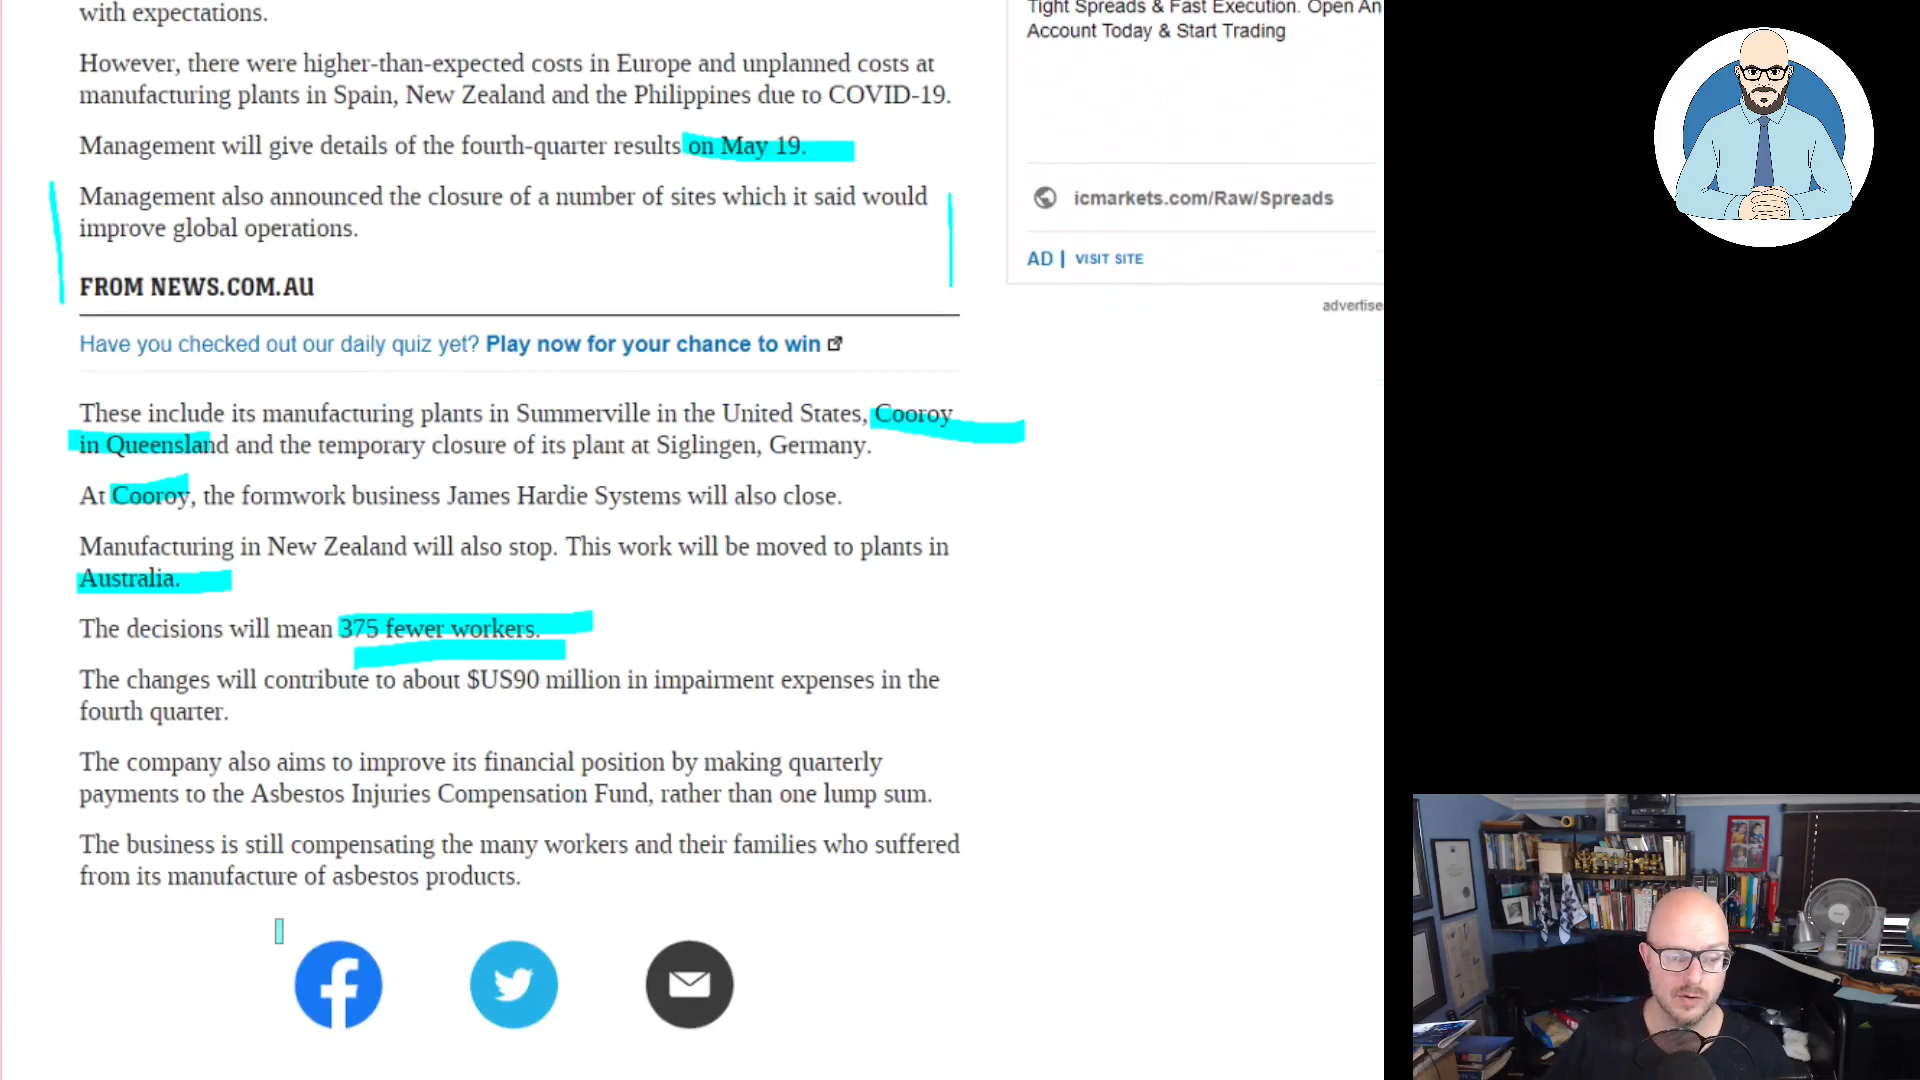 with expectations.
However, there were higher-than-expected costs in Europe and unplanned costs at
manufacturing plants in Spain, New Zealand and the Philippines due to COVID-19.
Management will give details of the fourth-quarter results on May 19.
Management also announced the closure of a number of sites which it said would
improve global operations.
FROM NEWS.COM.AU
Have you checked out our daily quiz yet? Play now for your chance to win
These include its manufacturing plants in Summerville in the United States, Cooroy
in Queensland and the temporary closure of its plant at Siglingen, Germany.
At Cooroy, the formwork business James Hardie Systems will also close.
Manufacturing in New Zealand will also stop. This work will be moved to plants in
Australia.
The decisions will mean 375 fewer workers.
The changes will contribute to about $US90 million in impairment expenses in the
fourth quarter.
The company also aims to improve its financial position by making quarterly
payments to the Asbestos Injuries Compensation Fund, rather than one lump sum.
The business is still compensating the many workers and their families who suffered
from its manufacture of asbestos products.
Tight Spreads & Fast Execution. Open An
Account Today & Start Trading
icmarkets.com/Raw/Spreads
AD | VISIT SITE
advertise